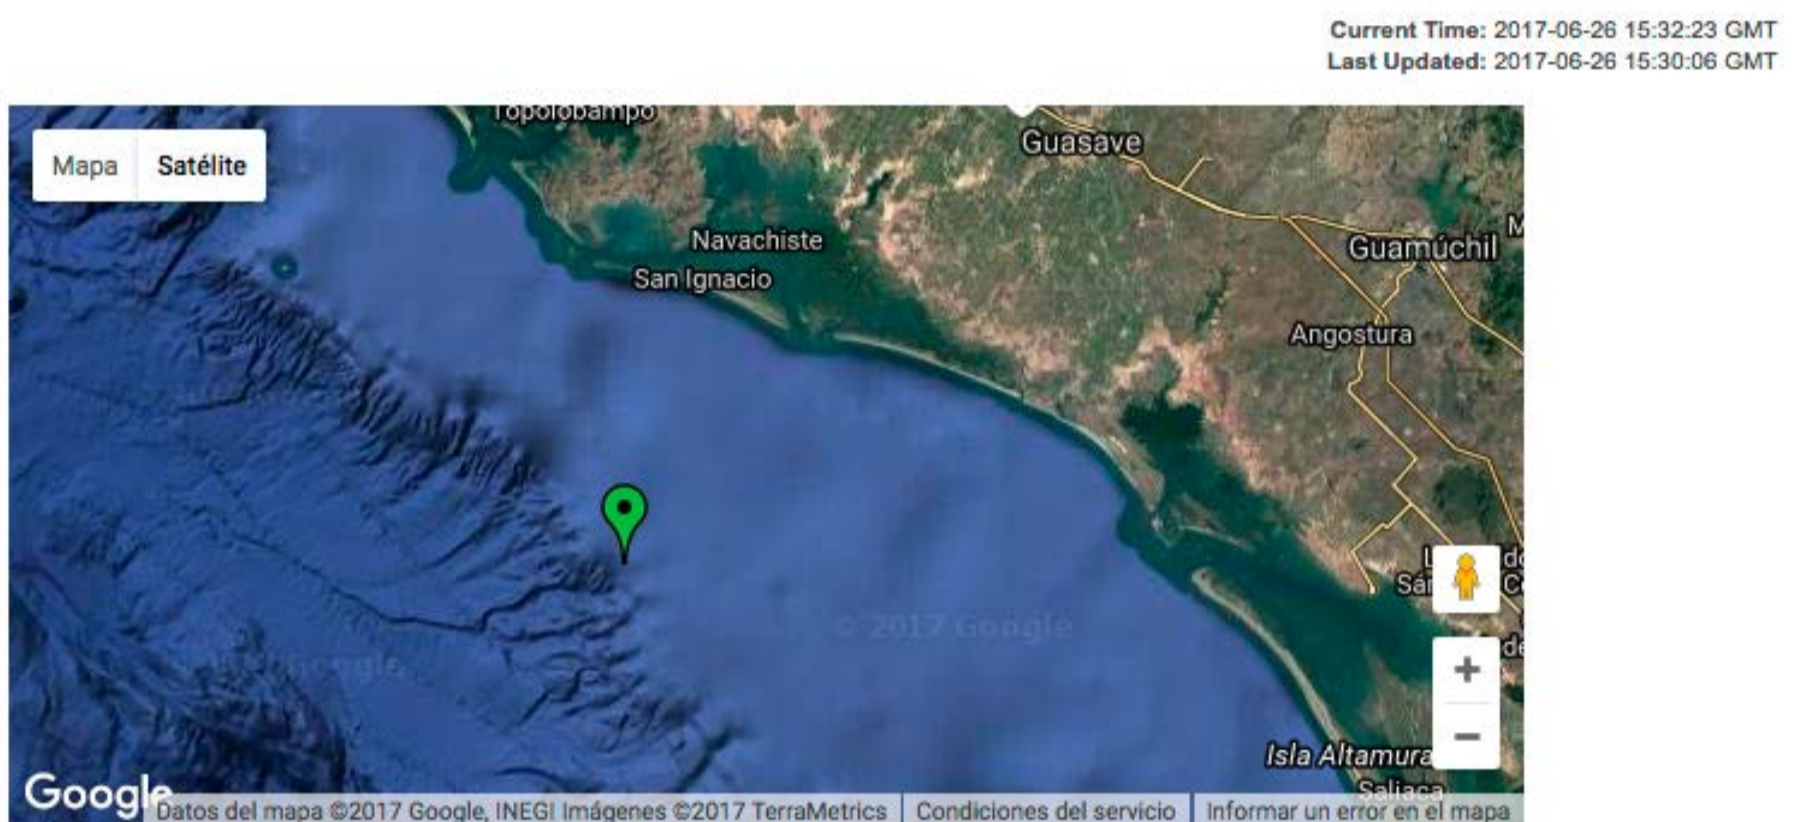 Current Time: 2017-06-26 15:32:23 GMT
Last Updated: 2017-06-26 15:30:06 GMT
Topolobampo
Mapa Satélite
Guasave
Navachiste
Guamúchil
San Ignacio
Angostura
© 2017 Google
Isla Altamura
Saliaca
Google
Datos del mapa ©2017 Google, INEGI Imágenes ©2017 TerraMetrics Condiciones del servicio Informar un error en el mapa